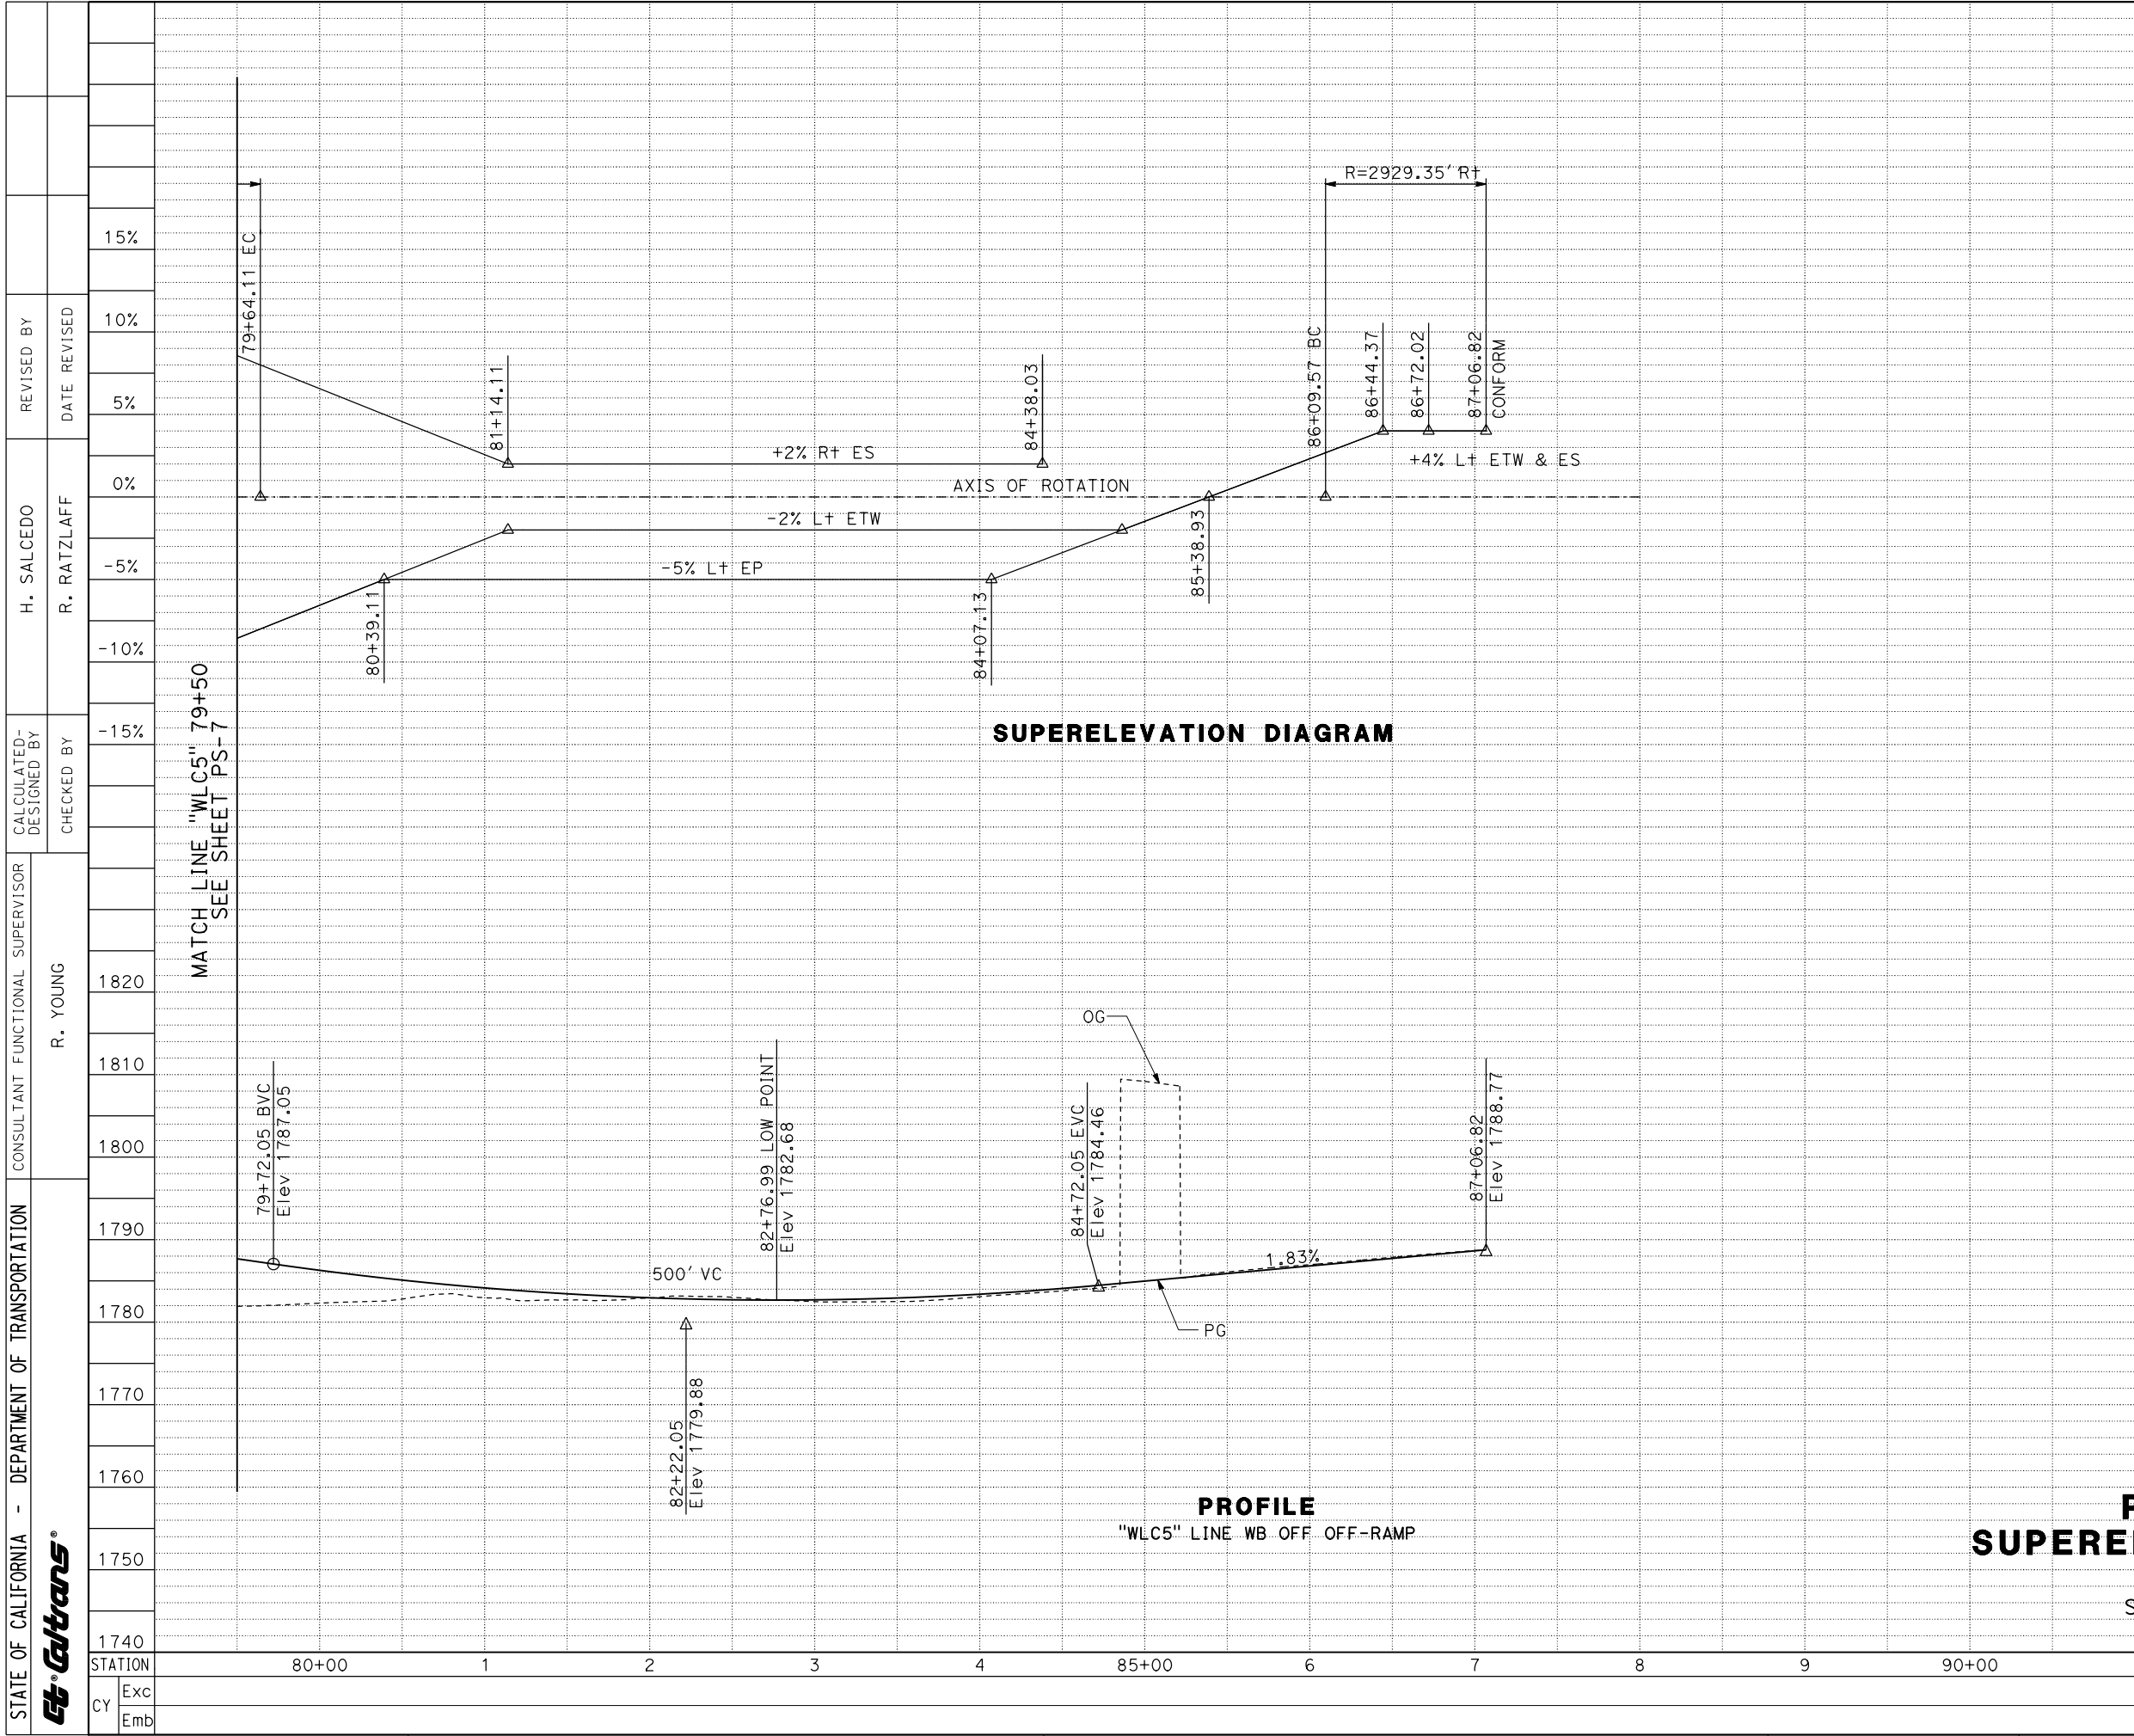 15%
10%
5%
0%
-5%
-10%
-15%
1820
1810
1800
1790
1780
1770
1760
1750
1740
79+64.11 EC
81+14.11
84+38.03
R=2929.35' Rt
86+09.57 BC
86+44.37
86+72.02
87+06.82
CONFORM
+2% Rt ES
+4% Lt ETW & ES
AXIS OF ROTATION
-2% Lt ETW
-5% Lt EP
80+39.11
84+07.13
85+38.93
SUPERELEVATION DIAGRAM
MATCH LINE "WLC5" 79+50
SEE SHEET PS-7
79+72.05 BVC
Elev 1787.05
82+76.99 LOW POINT
Elev 1782.68
OG
84+72.05 EVC
Elev 1784.46
87+06.82
Elev 1788.77
500' VC
1.83%
PG
82+22.05
Elev 1779.88
PROFILE
"WLC5" LINE WB OFF OFF-RAMP
P
SUPERE
S
STATION
80+00
1
2
3
4
85+00
6
7
8
9
90+00
CY
Exc
Emb
REVISED BY
DATE REVISED
H. SALCEDO
R. RATZLAFF
CALCULATED-
DESIGNED BY
CHECKED BY
CONSULTANT FUNCTIONAL SUPERVISOR
R. YOUNG
STATE OF CALIFORNIA - DEPARTMENT OF TRANSPORTATION
Caltrans®